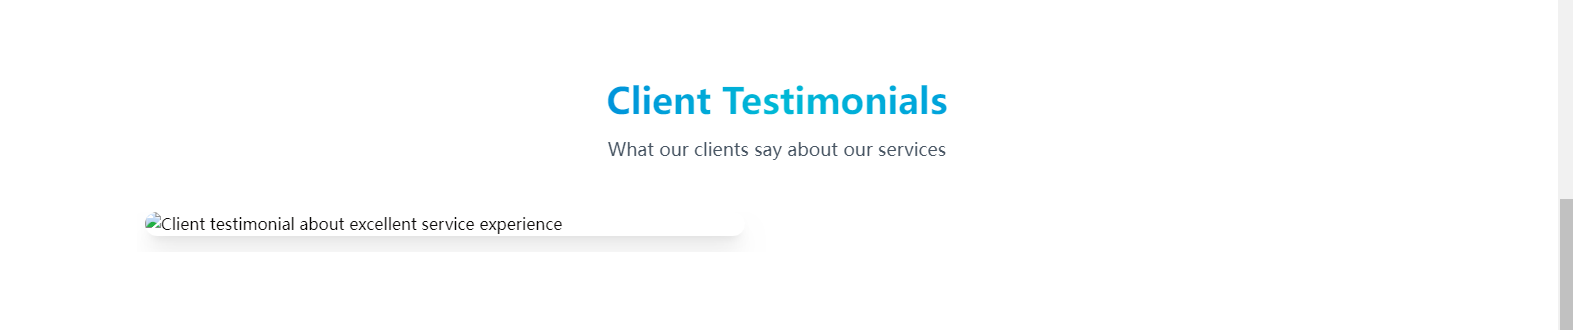 Client Testimonials
What our clients say about our services
Client testimonial about excellent service experience